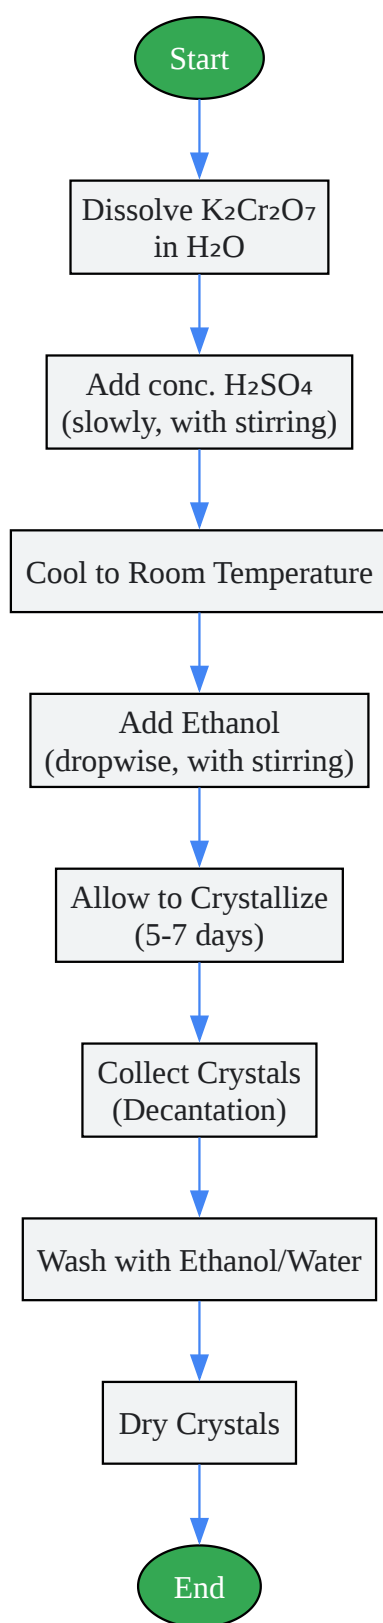 Start
Dissolve K₂Cr₂O₇
in H₂O
Add conc. H₂SO₄
(slowly, with stirring)
Cool to Room Temperature
Add Ethanol
(dropwise, with stirring)
Allow to Crystallize
(5-7 days)
Collect Crystals
(Decantation)
Wash with Ethanol/Water
Dry Crystals
End